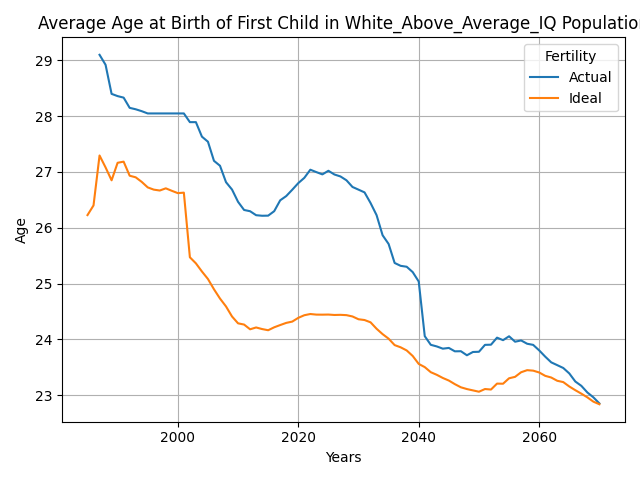 Average Age at Birth of First Child in White_Above_Average_IQ Population
Fertility
Actual
Ideal
29
28
27
26
25
24
23
Age
2000
2020
2040
2060
Years